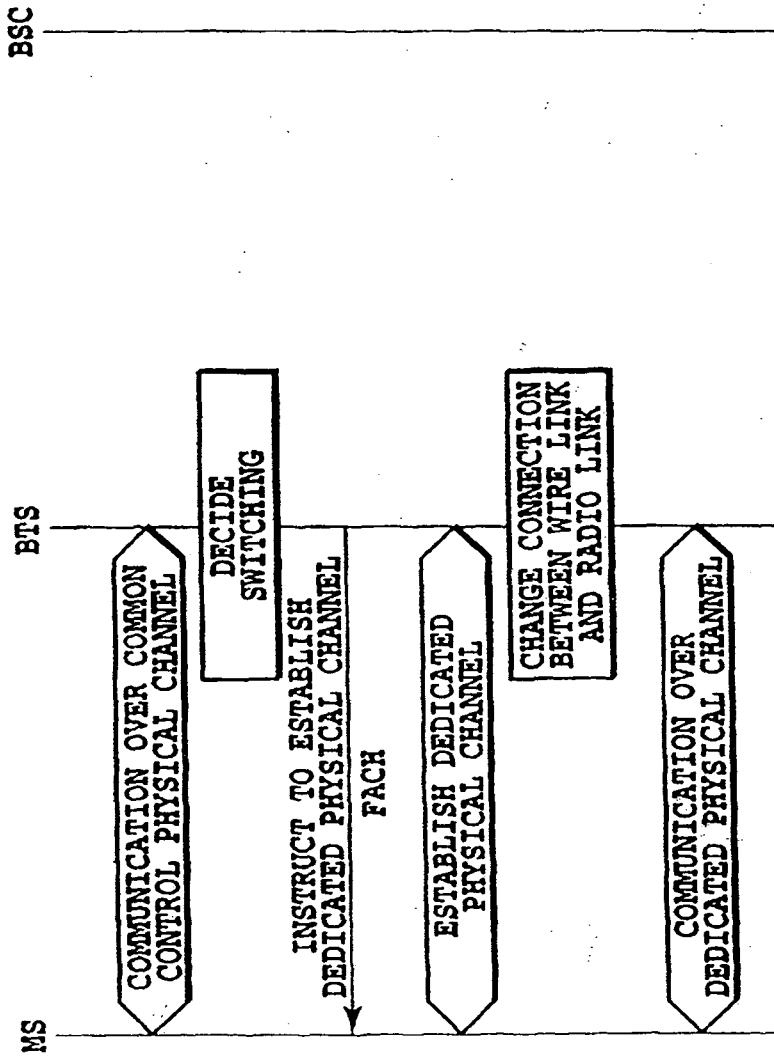 MS
BTS
BSC
COMMUNICATION OVER COMMON
CONTROL PHYSICAL CHANNEL
DECIDE
SWITCHING
INSTRUCT TO ESTABLISH
DEDICATED PHYSICAL CHANNEL
FACH
ESTABLISH DEDICATED
PHYSICAL CHANNEL
CHANGE CONNECTION
BETWEEN WIRE LINK
AND RADIO LINK
COMMUNICATION OVER
DEDICATED PHYSICAL CHANNEL